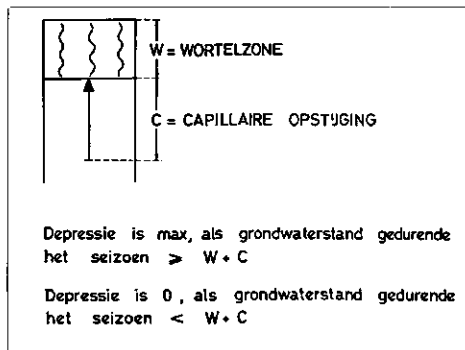 W = WORTELZONE
C = CAPILLAIRE OPSTIJGING
Depressie is max, als grondwaterstand gedurende
het seizoen ⩾ W + C
Depressie is 0, als grondwaterstand gedurende
het seizoen < W + C